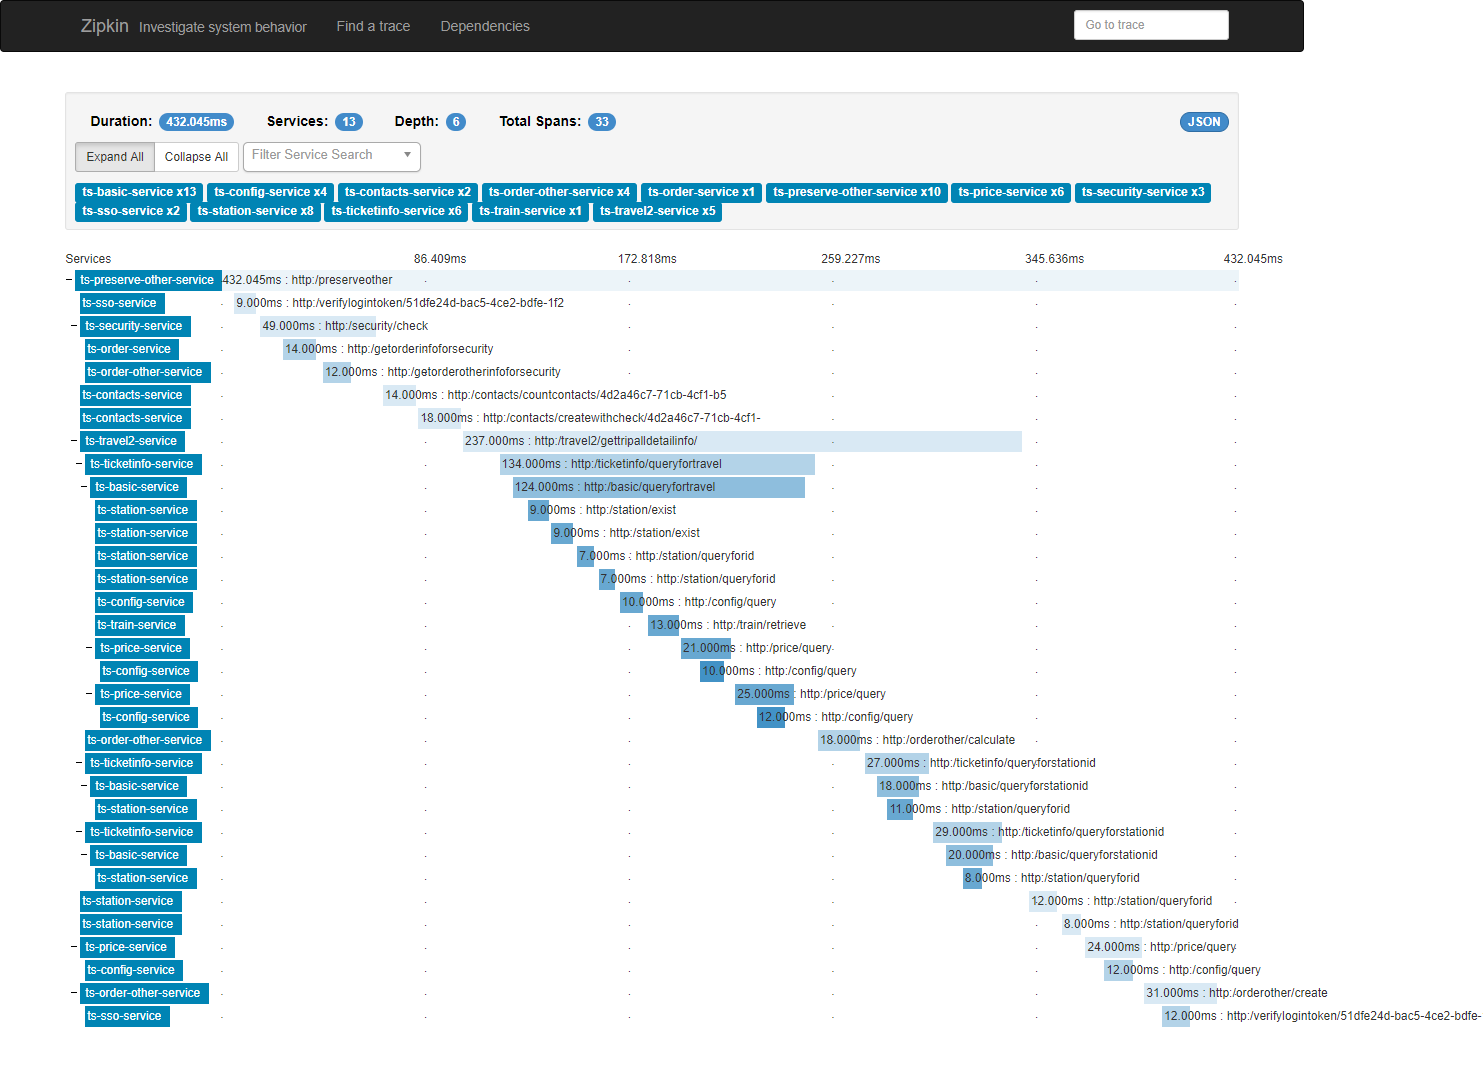 Zipkin Investigate system behavior Find a trace Dependencies Go to trace
Duration: 432.045ms Services: 13 Depth: 6 Total Spans: 33 JSON
Expand All Collapse All Filter Service Search
ts-basic-service x13 ts-config-service x4 ts-contacts-service x2 ts-order-other-service x4 ts-order-service x1 ts-preserve-other-service x10 ts-price-service x6 ts-security-service x3
ts-sso-service x2 ts-station-service x8 ts-ticketinfo-service x6 ts-train-service x1 ts-travel2-service x5
Services 86.409ms 172.818ms 259.227ms 345.636ms 432.045ms
ts-preserve-other-service 432.045ms : http:/preserveother
ts-sso-service 9.000ms : http:/verifylogintoken/51dfe24d-bac5-4ce2-bdfe-1f2
ts-security-service 49.000ms : http:/security/check
ts-order-service 14.000ms : http:/getorderinfoforsecurity
ts-order-other-service 12.000ms : http:/getorderotherinfoforsecurity
ts-contacts-service 14.000ms : http:/contacts/countcontacts/4d2a46c7-71cb-4cf1-b5
ts-contacts-service 18.000ms : http:/contacts/createwithcheck/4d2a46c7-71cb-4cf1-
ts-travel2-service 237.000ms : http:/travel2/gettripalldetailinfo/
ts-ticketinfo-service 134.000ms : http:/ticketinfo/queryfortravel
ts-basic-service 124.000ms : http:/basic/queryfortravel
ts-station-service 9.000ms : http:/station/exist
ts-station-service 9.000ms : http:/station/exist
ts-station-service 7.000ms : http:/station/queryforid
ts-station-service 7.000ms : http:/station/queryforid
ts-config-service 10.000ms : http:/config/query
ts-train-service 13.000ms : http:/train/retrieve
ts-price-service 21.000ms : http:/price/query
ts-config-service 10.000ms : http:/config/query
ts-price-service 25.000ms : http:/price/query
ts-config-service 12.000ms : http:/config/query
ts-order-other-service 18.000ms : http:/orderother/calculate
ts-ticketinfo-service 27.000ms : http:/ticketinfo/queryforstationid
ts-basic-service 18.000ms : http:/basic/queryforstationid
ts-station-service 11.000ms : http:/station/queryforid
ts-ticketinfo-service 29.000ms : http:/ticketinfo/queryforstationid
ts-basic-service 20.000ms : http:/basic/queryforstationid
ts-station-service 8.000ms : http:/station/queryforid
ts-station-service 12.000ms : http:/station/queryforid
ts-station-service 8.000ms : http:/station/queryforid
ts-price-service 24.000ms : http:/price/query
ts-config-service 12.000ms : http:/config/query
ts-order-other-service 31.000ms : http:/orderother/create
ts-sso-service 12.000ms : http:/verifylogintoken/51dfe24d-bac5-4ce2-bdfe-